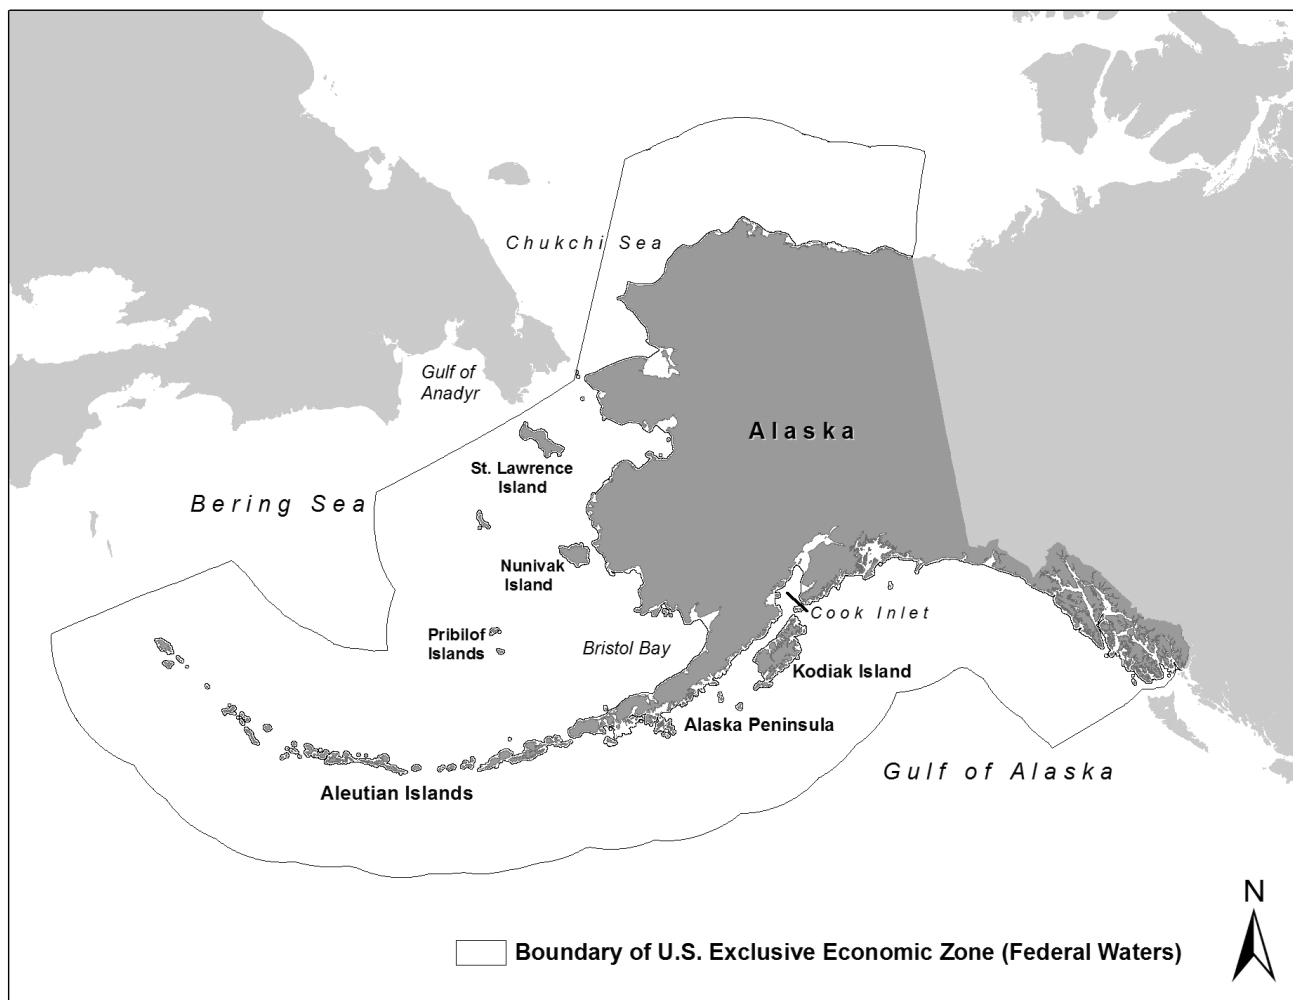 Chukchi Sea
Gulf of
Anadyr
Alaska
St. Lawrence
Island
Bering Sea
Nunivak
Island
Cook Inlet
Pribilof
Islands
Bristol Bay
Kodiak Island
Alaska Peninsula
Gulf of Alaska
Aleutian Islands
N
Boundary of U.S. Exclusive Economic Zone (Federal Waters)